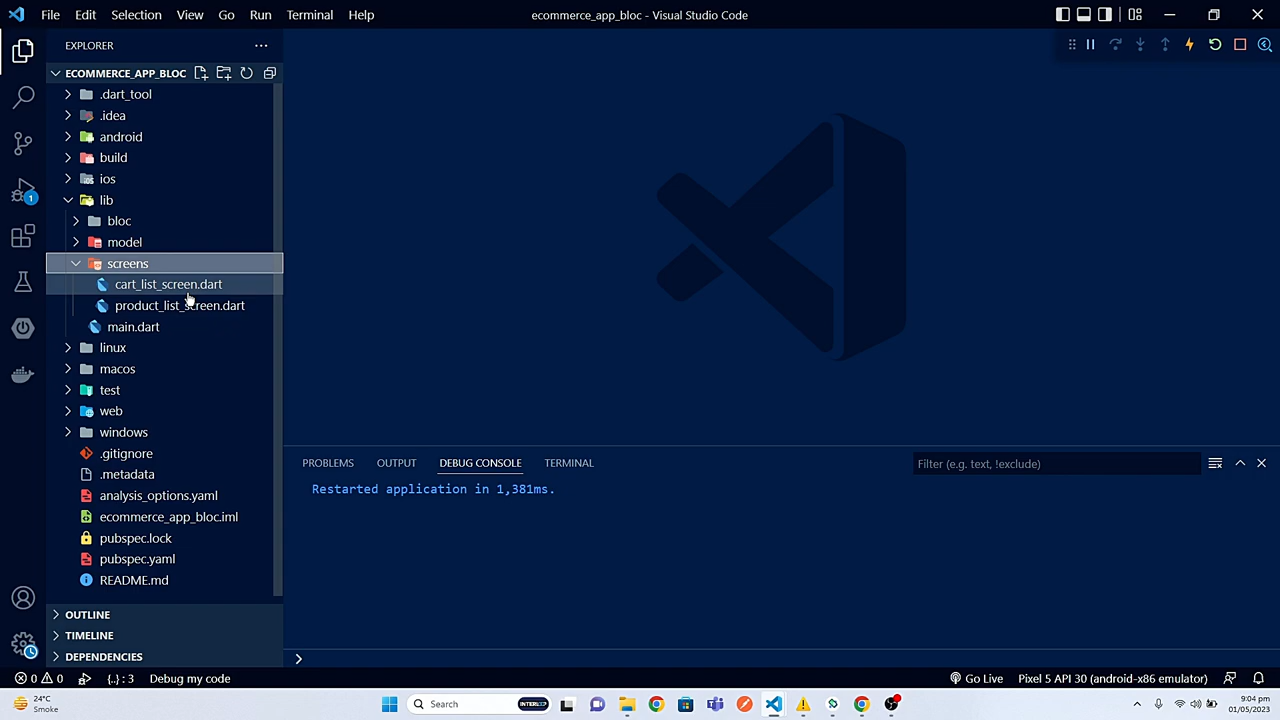 File Edit Selection View Go Run Terminal Help
ecommerce_app_bloc - Visual Studio Code
EXPLORER
ECOMMERCE_APP_BLOC
.dart_tool
.idea
android
build
ios
lib
bloc
model
screens
cart_list_screen.dart
product_list_screen.dart
main.dart
linux
macos
test
web
windows
.gitignore
.metadata
analysis_options.yaml
ecommerce_app_bloc.iml
pubspec.lock
pubspec.yaml
README.md
OUTLINE
TIMELINE
DEPENDENCIES
1
PROBLEMS OUTPUT DEBUG CONSOLE TERMINAL
Filter (e.g. text, !exclude)
Restarted application in 1,381ms.
0 0 {..} : 3 Debug my code
Go Live Pixel 5 API 30 (android-x86 emulator)
24°C
Smoke
Search
:04 pm
01/05/2023